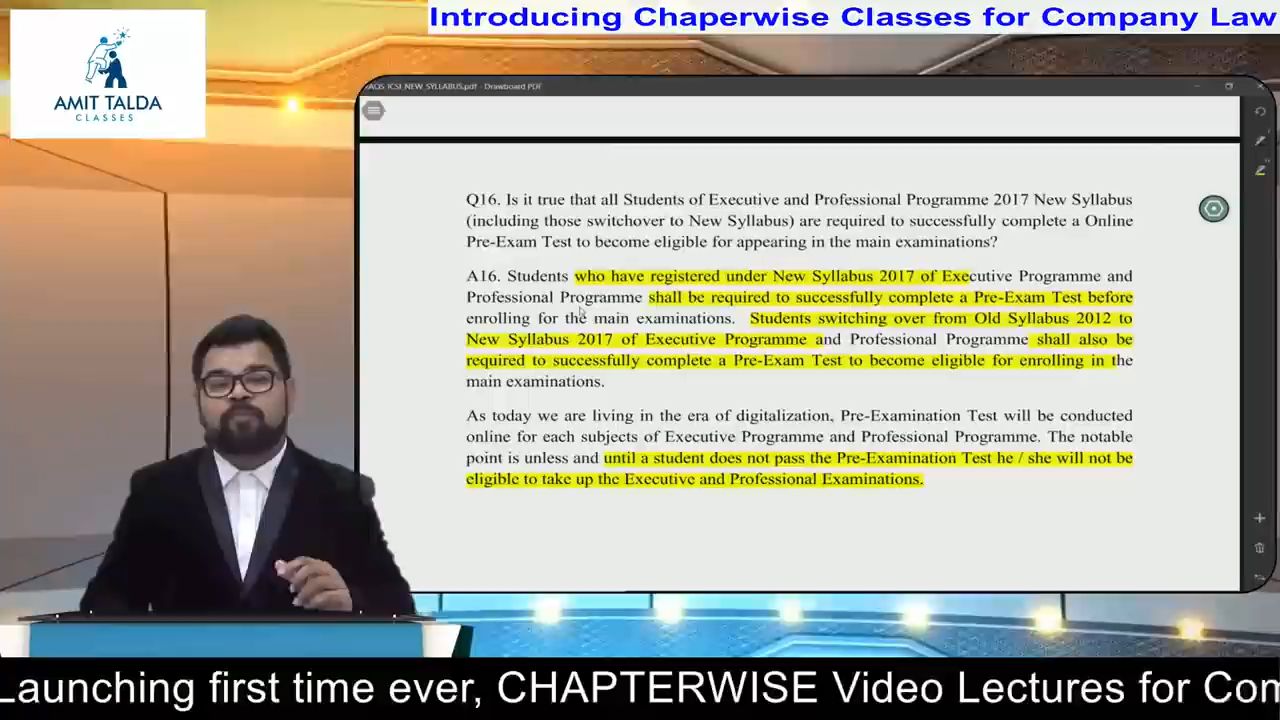 Introducing Chaperwise Classes for Company Law
AMIT TALDA
CLASSES
FAQS_ICSI_NEW_SYLLABUS.pdf - Drawboard PDF
Q16. Is it true that all Students of Executive and Professional Programme 2017 New Syllabus
(including those switchover to New Syllabus) are required to successfully complete a Online
Pre-Exam Test to become eligible for appearing in the main examinations?
A16. Students who have registered under New Syllabus 2017 of Executive Programme and
Professional Programme shall be required to successfully complete a Pre-Exam Test before
enrolling for the main examinations. Students switching over from Old Syllabus 2012 to
New Syllabus 2017 of Executive Programme and Professional Programme shall also be
required to successfully complete a Pre-Exam Test to become eligible for enrolling in the
main examinations.
As today we are living in the era of digitalization, Pre-Examination Test will be conducted
online for each subjects of Executive Programme and Professional Programme. The notable
point is unless and until a student does not pass the Pre-Examination Test he / she will not be
eligible to take up the Executive and Professional Examinations.
Launching first time ever, CHAPTERWISE Video Lectures for Com